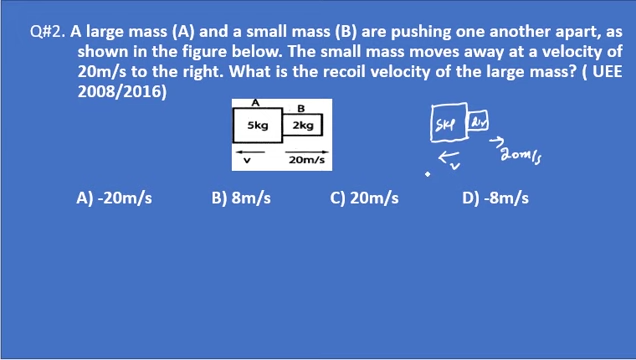 Q#2. A large mass (A) and a small mass (B) are pushing one another apart, as
shown in the figure below. The small mass moves away at a velocity of
20m/s to the right. What is the recoil velocity of the large mass? ( UEE
2008/2016)
A B
5kg 2kg
v 20m/s
5kg
20m/s
v
A) -20m/s B) 8m/s C) 20m/s D) -8m/s